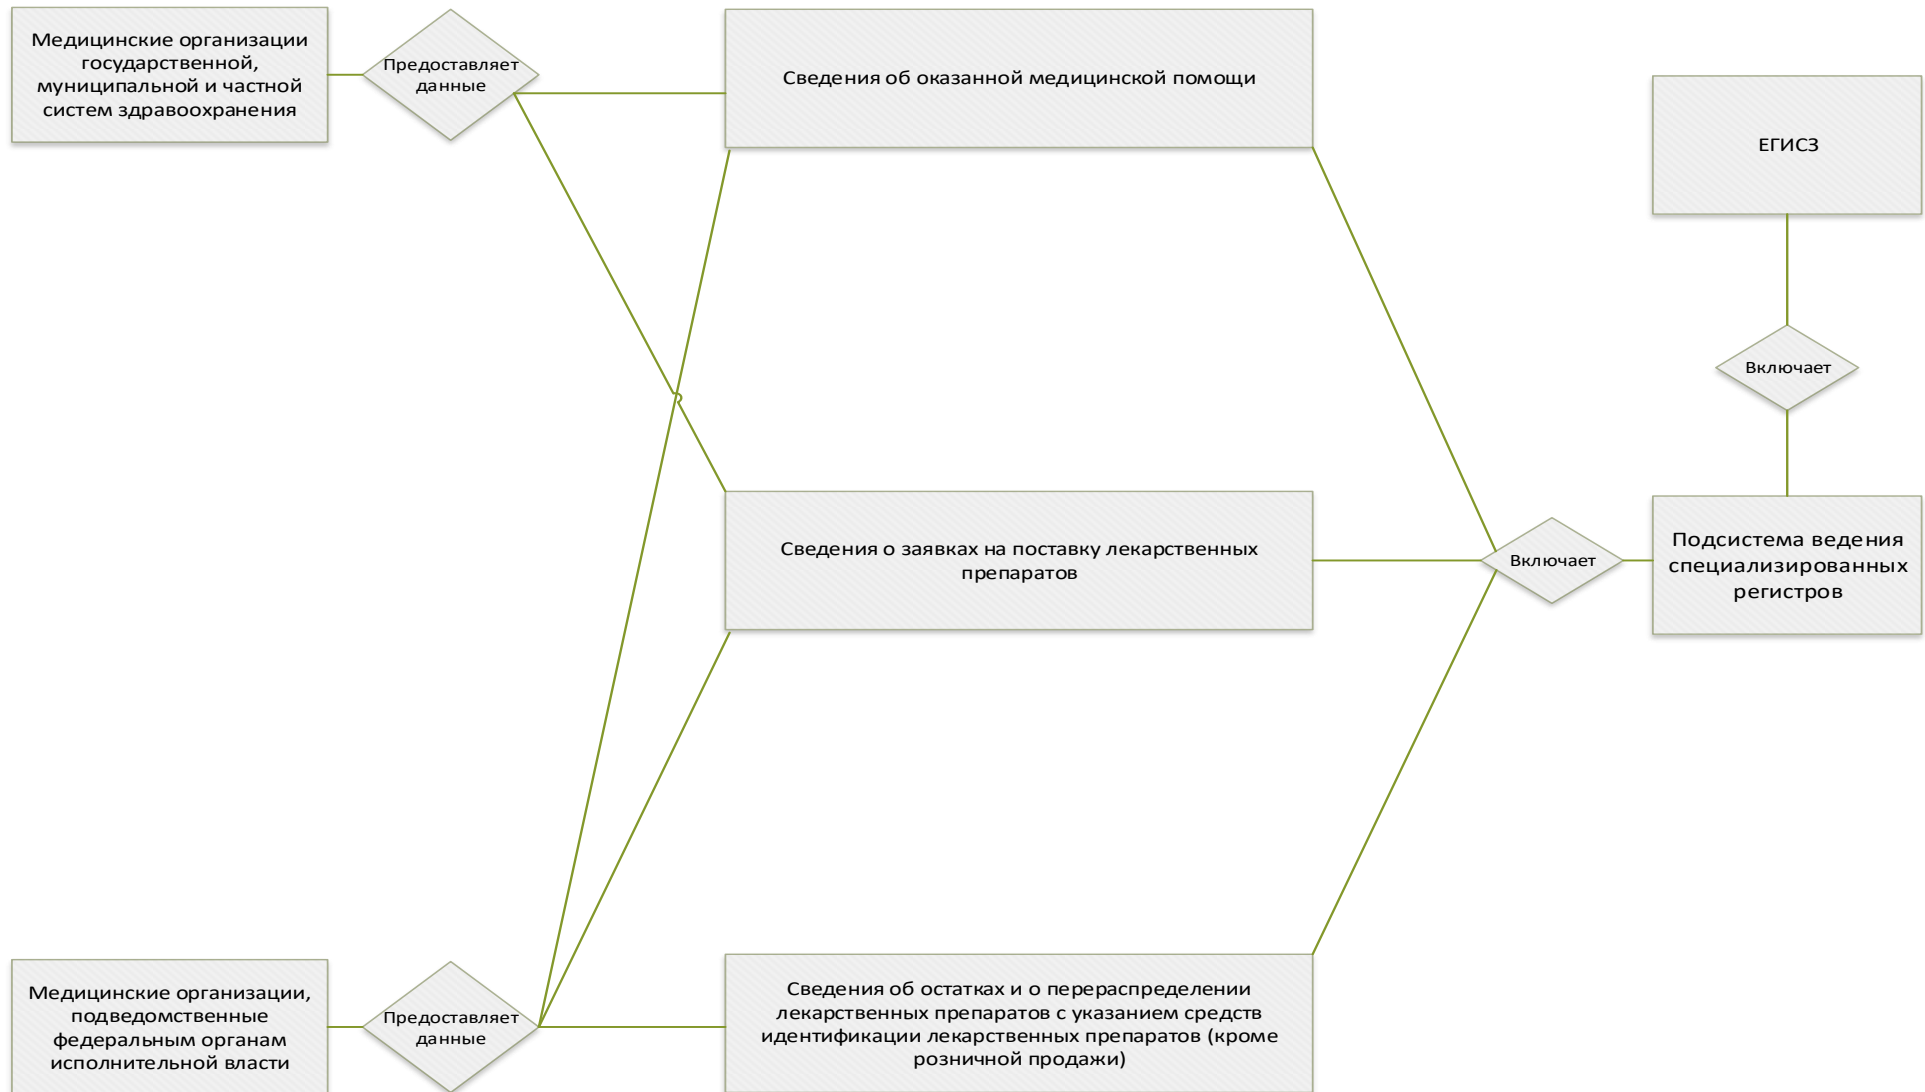 Медицинские организации
государственной,
муниципальной и частной
систем здравоохранения
Предоставляет
данные
Сведения об оказанной медицинской помощи
ЕГИСЗ
Включает
Сведения о заявках на поставку лекарственных
препаратов
Включает
Подсистема ведения
специализированных
регистров
Медицинские организации,
подведомственные
федеральным органам
исполнительной власти
Предоставляет
данные
Сведения об остатках и о перераспределении
лекарственных препаратов с указанием средств
идентификации лекарственных препаратов (кроме
розничной продажи)